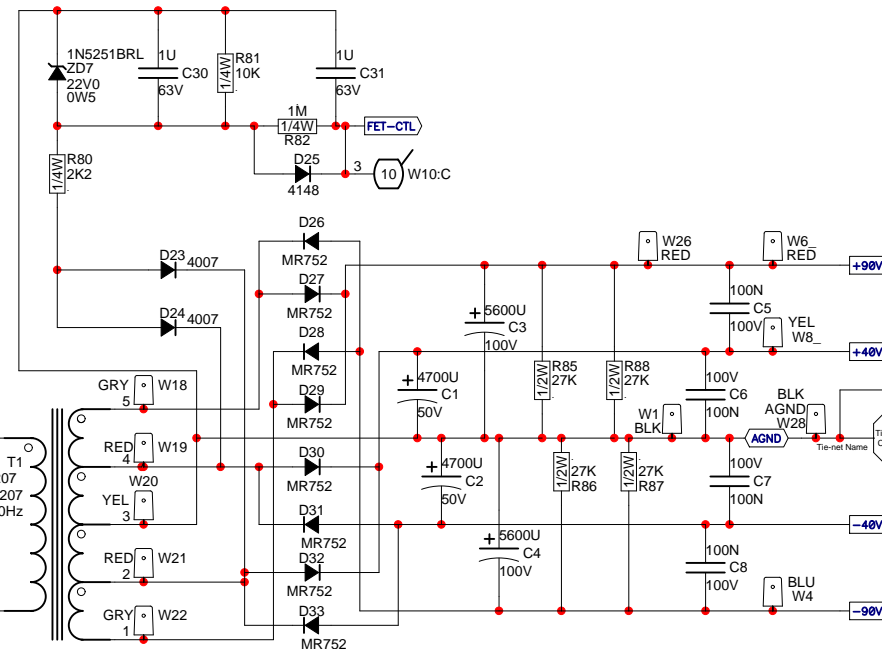 1N5251BRL
ZD7
22V0
0W5
1U
C30
63V
1/4W
R81
10K
1U
C31
63V
1M
1/4W
R82
FET-CTL
D25
4148
3
10
W10:C
1/4W
R80
2K2
D23
4007
D24
4007
D26
MR752
D27
MR752
D28
MR752
D29
MR752
D30
MR752
D31
MR752
D32
MR752
D33
MR752
W26
RED
W6_
RED
+90V
100N
C5
100V
YEL
W8_
+40V
+ 5600U
C3
100V
+ 4700U
C1
50V
1/2W
R85
27K
1/2W
R88
27K
100V
C6
100N
W1
BLK
BLK
AGND
W28
AGND
Tie-net Name
+ 4700U
C2
50V
1/2W
27K
R86
1/2W
27K
R87
100V
C7
100N
-40V
+ 5600U
C4
100V
100N
C8
100V
BLU
W4
-90V
GRY
W18
5
RED
W19
4
W20
YEL
3
RED
W21
2
GRY
W22
1
T1
207
0Hz